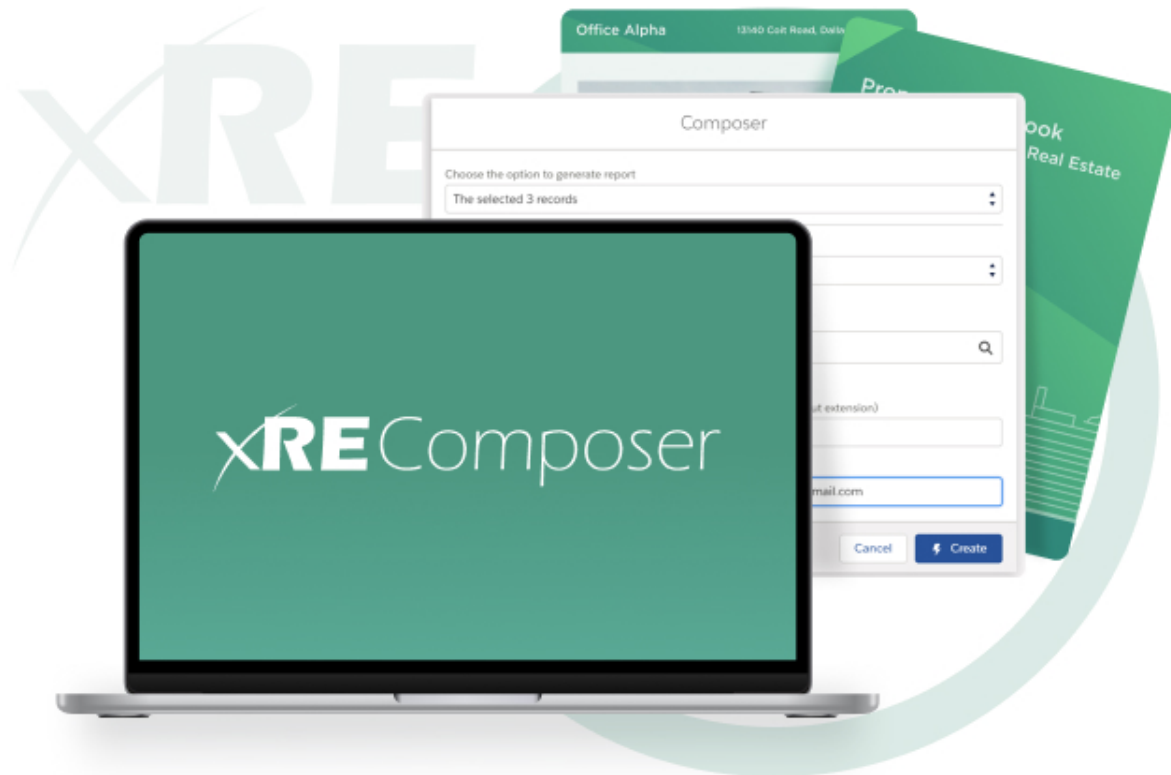 xRE
Office Alpha
13140 Coit Road, Dalla
ook
Real Estate
Composer
Choose the option to generate report
The selected 3 records
ut extension)
mail.com
Cancel
Create
xRE Composer